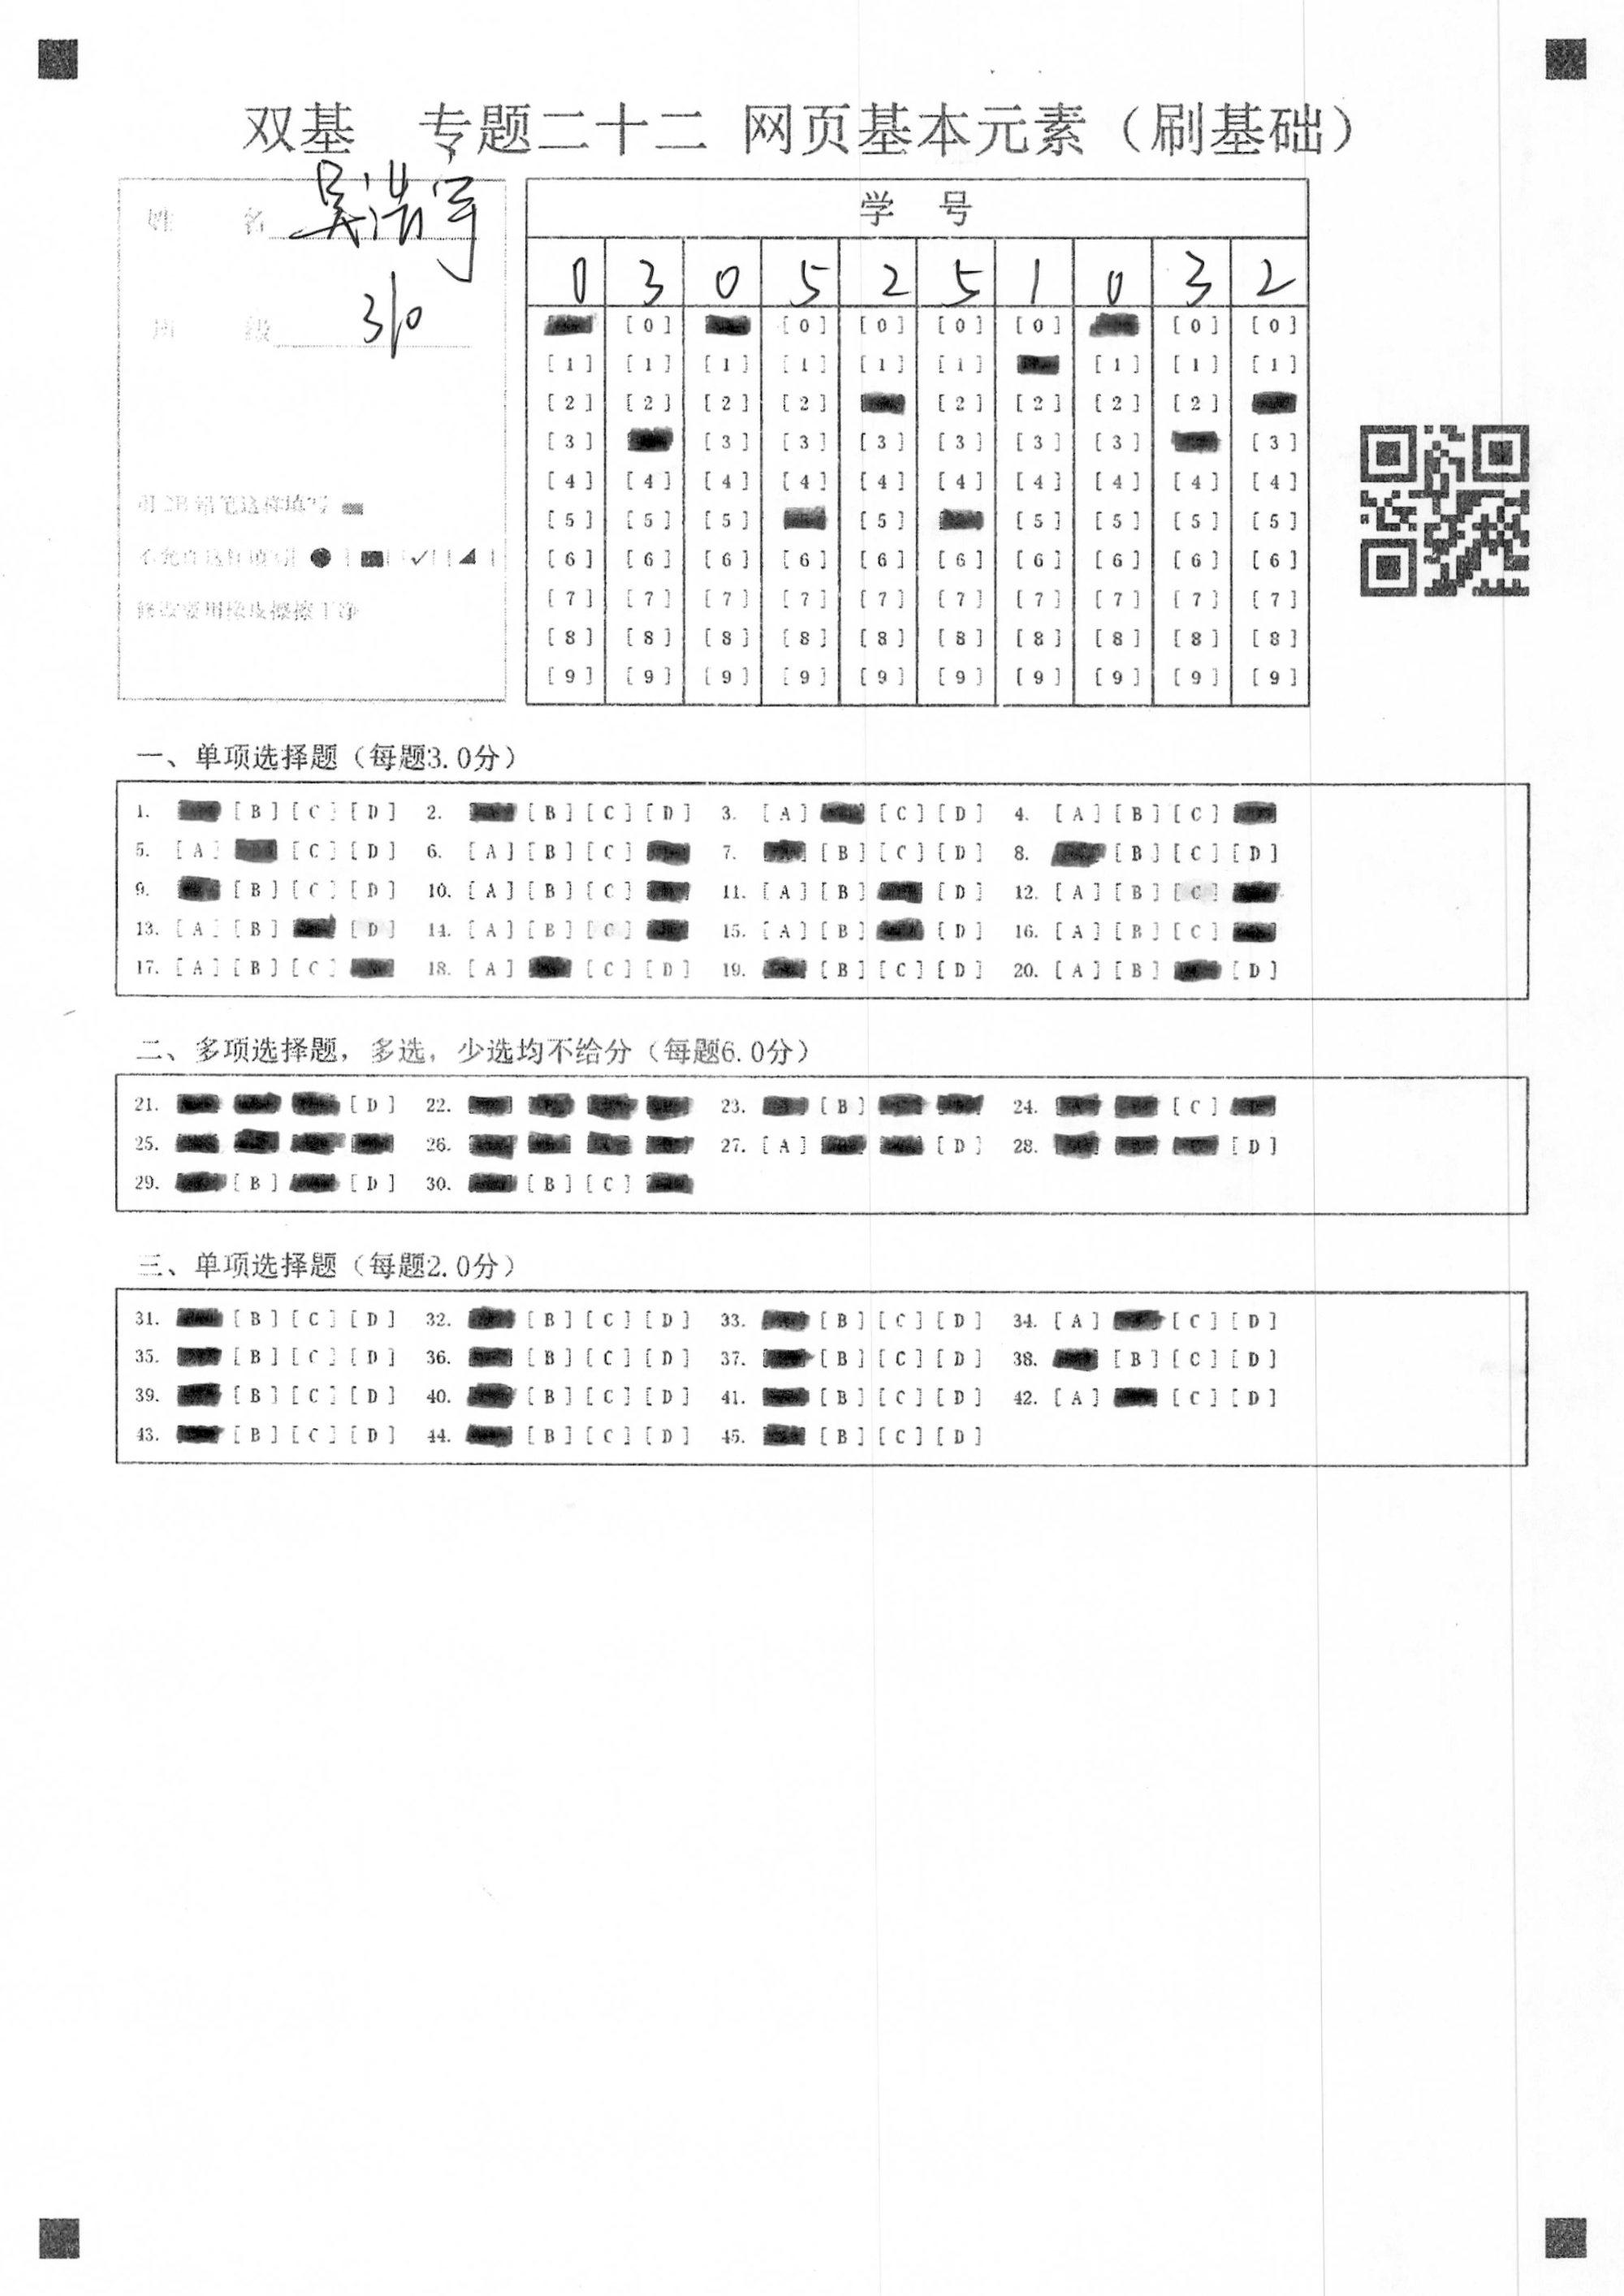 双基 专题二十二 网页基本元素（刷基础）
姓 名 吴浩宇
班 级 310
用2B铅笔这样填写
不允许这样填写
修改要用橡皮擦擦干净
学 号
0 3 0 5 2 5 1 0 3 2
[0] [0] [0] [0] [0] [0] [0]
[1] [1] [1] [1] [1] [1] [1] [1] [1]
[2] [2] [2] [2] [2] [2] [2] [2]
[3] [3] [3] [3] [3] [3] [3] [3]
[4] [4] [4] [4] [4] [4] [4] [4] [4] [4]
[5] [5] [5] [5] [5] [5] [5] [5]
[6] [6] [6] [6] [6] [6] [6] [6] [6] [6]
[7] [7] [7] [7] [7] [7] [7] [7] [7] [7]
[8] [8] [8] [8] [8] [8] [8] [8] [8] [8]
[9] [9] [9] [9] [9] [9] [9] [9] [9] [9]
一、单项选择题（每题3.0分）
1. [B] [C] [D] 2. [B] [C] [D] 3. [A] [C] [D] 4. [A] [B] [C]
5. [A] [C] [D] 6. [A] [B] [C] 7. [B] [C] [D] 8. [B] [C] [D]
9. [B] [C] [D] 10. [A] [B] [C] 11. [A] [B] [D] 12. [A] [B] [C]
13. [A] [B] [D] 14. [A] [B] [C] 15. [A] [B] [D] 16. [A] [B] [C]
17. [A] [B] [C] 18. [A] [C] [D] 19. [B] [C] [D] 20. [A] [B] [D]
二、多项选择题，多选，少选均不给分（每题6.0分）
21. [D] 22. 23. [B] 24. [C]
25. 26. 27. [A] [D] 28. [D]
29. [B] [D] 30. [B] [C]
三、单项选择题（每题2.0分）
31. [B] [C] [D] 32. [B] [C] [D] 33. [B] [C] [D] 34. [A] [C] [D]
35. [B] [C] [D] 36. [B] [C] [D] 37. [B] [C] [D] 38. [B] [C] [D]
39. [B] [C] [D] 40. [B] [C] [D] 41. [B] [C] [D] 42. [A] [C] [D]
43. [B] [C] [D] 44. [B] [C] [D] 45. [B] [C] [D]